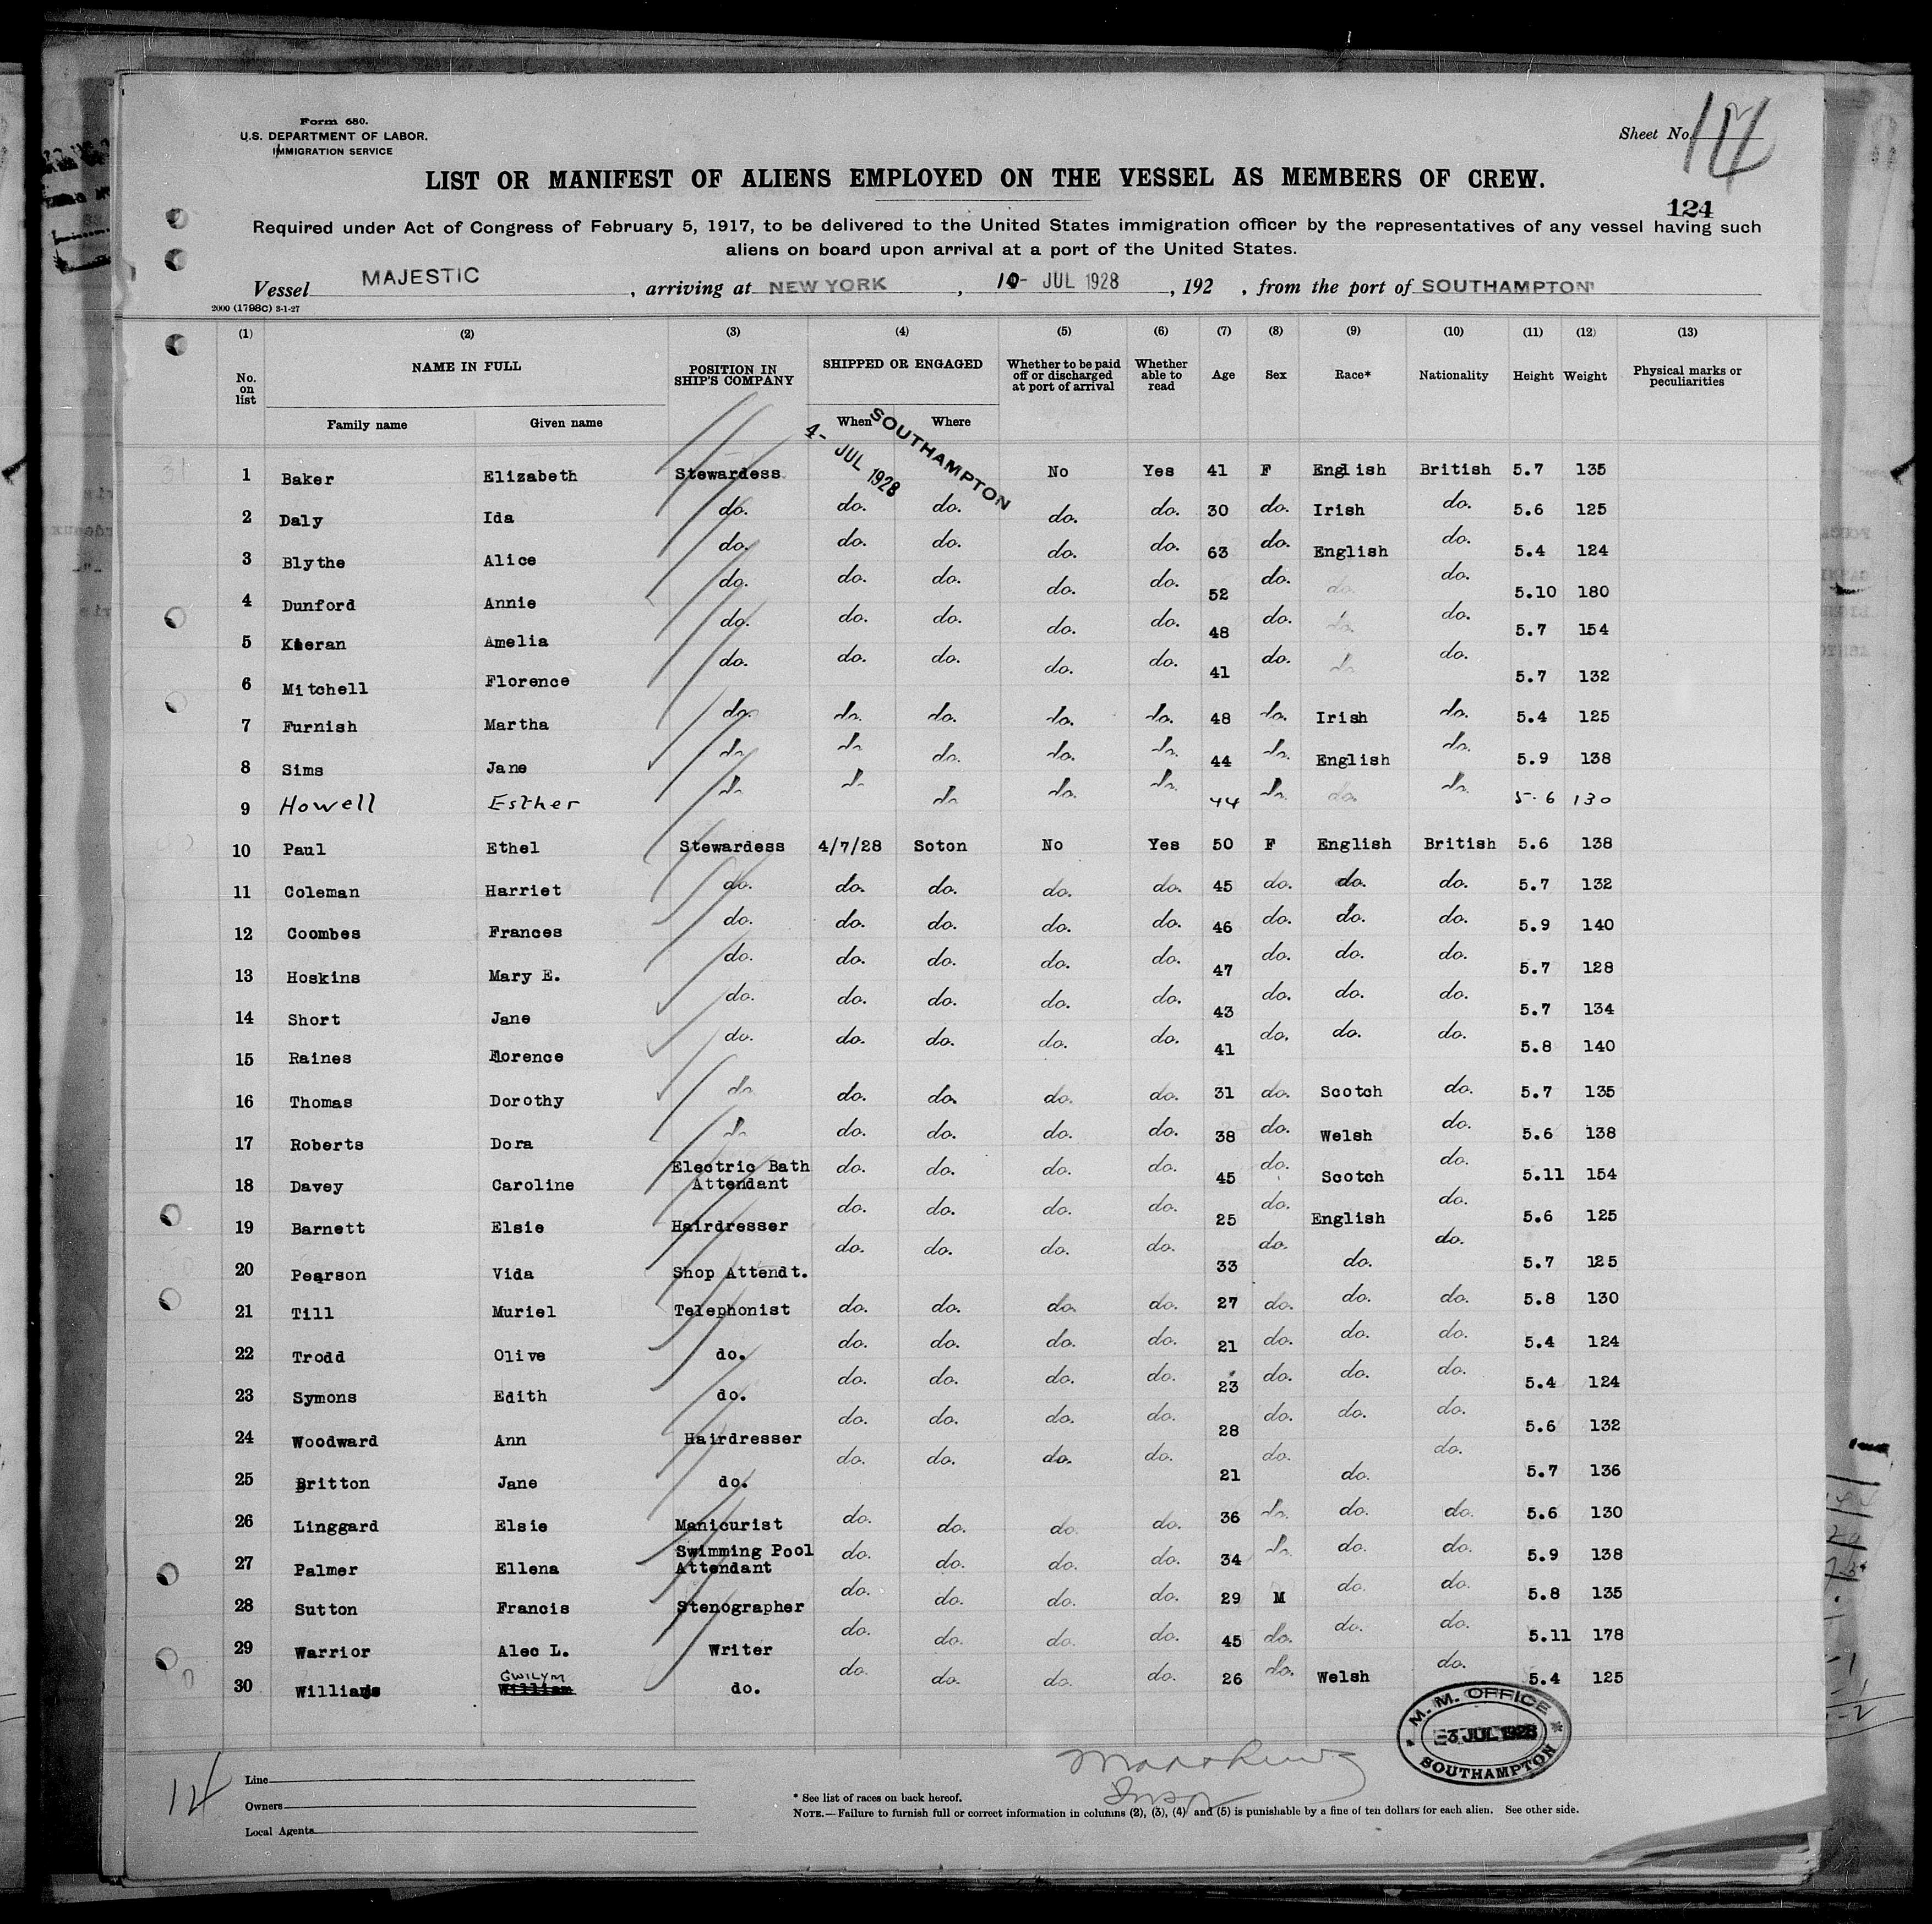 Form 680.
U.S. DEPARTMENT OF LABOR.
IMMIGRATION SERVICE
Sheet No.
LIST OR MANIFEST OF ALIENS EMPLOYED ON THE VESSEL AS MEMBERS OF CREW.
124
Required under Act of Congress of February 5, 1917, to be delivered to the United States immigration officer by the representatives of any vessel having such
aliens on board upon arrival at a port of the United States.
Vessel MAJESTIC, arriving at NEW YORK, 10- JUL 1928, 192 , from the port of SOUTHAMPTON
2000 (1798C) 3-1-27
(1) (2) (3) (4) (5) (6) (7) (8) (9) (10) (11) (12) (13)
No. on list NAME IN FULL POSITION IN SHIP'S COMPANY SHIPPED OR ENGAGED Whether to be paid off or discharged at port of arrival Whether able to read Age Sex Race* Nationality Height Weight Physical marks or peculiarities
Family name Given name When Where
4- JUL 1928 SOUTHAMPTON
1 Baker Elizabeth Stewardess No Yes 41 F English British 5.7 135
2 Daly Ida do. do. do. do. do. 30 do. Irish do. 5.6 125
3 Blythe Alice do. do. do. do. do. 63 do. English do. 5.4 124
4 Dunford Annie do. do. do. do. do. 52 do. do. do. 5.10 180
5 Kieran Amelia do. do. do. do. do. 48 do. do. do. 5.7 154
6 Mitchell Florence do. do. do. do. do. 41 do. do. do. 5.7 132
7 Furnish Martha do. do. do. do. do. 48 do. Irish do. 5.4 125
8 Sims Jane do. do. do. do. do. 44 do. English do. 5.9 138
9 Howell Esther do. do. do. do. do. 44 do. do. do. 5.6 130
10 Paul Ethel Stewardess 4/7/28 Soton No Yes 50 F English British 5.6 138
11 Coleman Harriet do. do. do. do. do. 45 do. do. do. 5.7 132
12 Coombes Frances do. do. do. do. do. 46 do. do. do. 5.9 140
13 Hoskins Mary E. do. do. do. do. do. 47 do. do. do. 5.7 128
14 Short Jane do. do. do. do. do. 43 do. do. do. 5.7 134
15 Raines Florence do. do. do. do. do. 41 do. do. do. 5.8 140
16 Thomas Dorothy do. do. do. do. do. 31 do. Scotch do. 5.7 135
17 Roberts Dora do. do. do. do. do. 38 do. Welsh do. 5.6 138
18 Davey Caroline Electric Bath Attendant do. do. do. do. 45 do. Scotch do. 5.11 154
19 Barnett Elsie Hairdresser do. do. do. do. 25 do. English do. 5.6 125
20 Pearson Vida Shop Attendt. do. do. do. do. 33 do. do. do. 5.7 125
21 Till Muriel Telephonist do. do. do. do. 27 do. do. do. 5.8 130
22 Trodd Olive do. do. do. do. do. 21 do. do. do. 5.4 124
23 Symons Edith do. do. do. do. do. 23 do. do. do. 5.4 124
24 Woodward Ann Hairdresser do. do. do. do. 28 do. do. do. 5.6 132
25 Britton Jane do. do. do. do. do. 21 do. do. do. 5.7 136
26 Linggard Elsie Manicurist do. do. do. do. 36 do. do. do. 5.6 130
27 Palmer Ellena Swimming Pool Attendant do. do. do. do. 34 do. do. do. 5.9 138
28 Sutton Francis Stenographer do. do. do. do. 29 M do. do. 5.8 135
29 Warrior Alec L. Writer do. do. do. do. 45 do. do. do. 5.11 178
30 Williams GWILYM William do. do. do. do. do. 26 do. Welsh do. 5.4 125
M. M. OFFICE
-3 JUL 1928
SOUTHAMPTON
Line
Owners
Local Agents
* See list of races on back hereof.
NOTE.—Failure to furnish full or correct information in columns (2), (3), (4) and (5) is punishable by a fine of ten dollars for each alien. See other side.